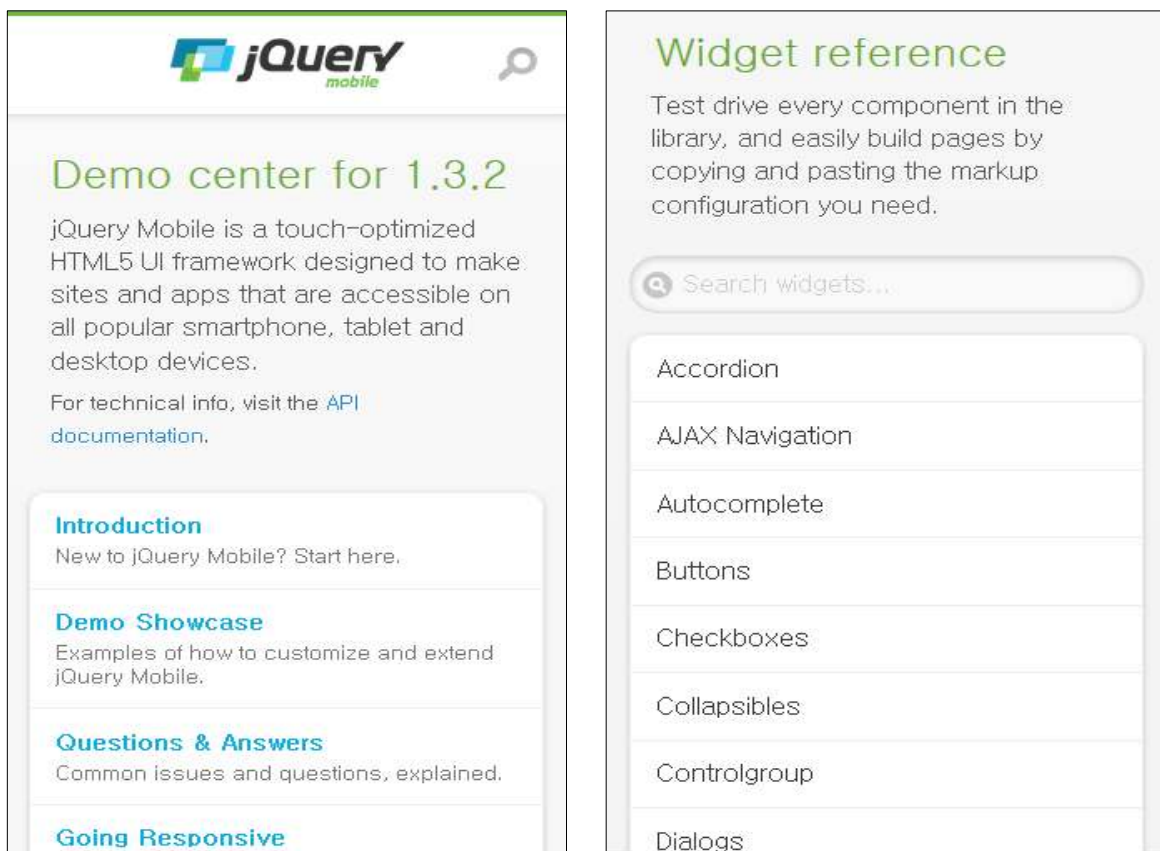 jQuery
mobile
Demo center for 1.3.2
jQuery Mobile is a touch-optimized
HTML5 UI framework designed to make
sites and apps that are accessible on
all popular smartphone, tablet and
desktop devices.
For technical info, visit the API
documentation.
Introduction
New to jQuery Mobile? Start here.
Demo Showcase
Examples of how to customize and extend
jQuery Mobile.
Questions & Answers
Common issues and questions, explained.
Going Responsive
Widget reference
Test drive every component in the
library, and easily build pages by
copying and pasting the markup
configuration you need.
Search widgets...
Accordion
AJAX Navigation
Autocomplete
Buttons
Checkboxes
Collapsibles
Controlgroup
Dialogs